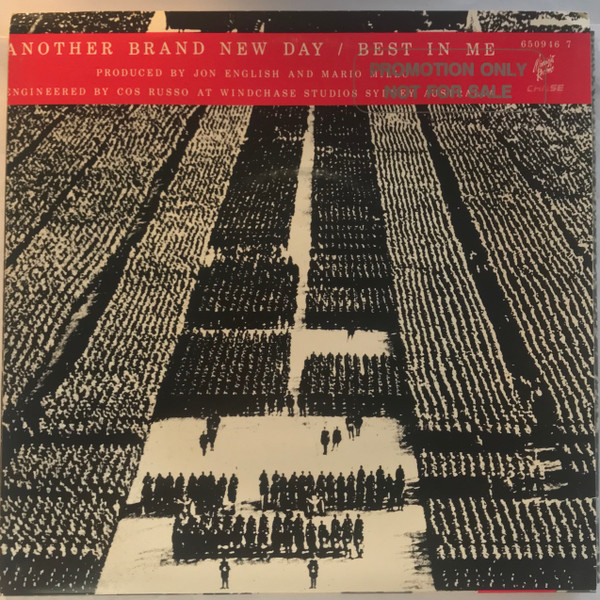 ANOTHER BRAND NEW DAY / BEST IN ME
650946 7
PRODUCED BY JON ENGLISH AND MARIO
PROMOTION ONLY
ENGINEERED BY COS RUSSO AT WINDCHASE STUDIOS
NOT FOR SALE
CHASE